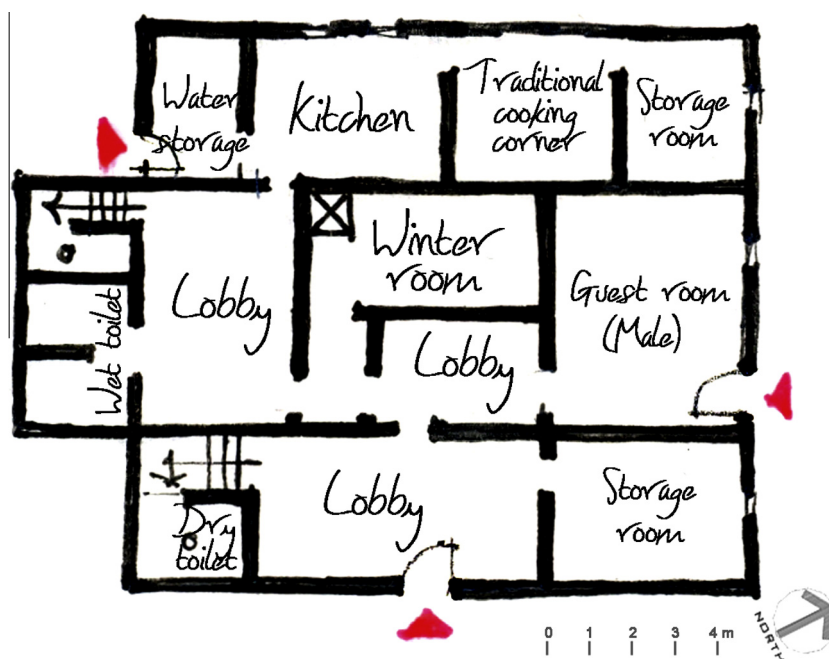 Water
storage
Kitchen
Traditional
cooking
corner
Storage
room
Winter
room
Guest room
(Male)
Lobby
Wet toilet
Lobby
Lobby
Storage
room
Dry
toilet
0 1 2 3 4 m
NORTH